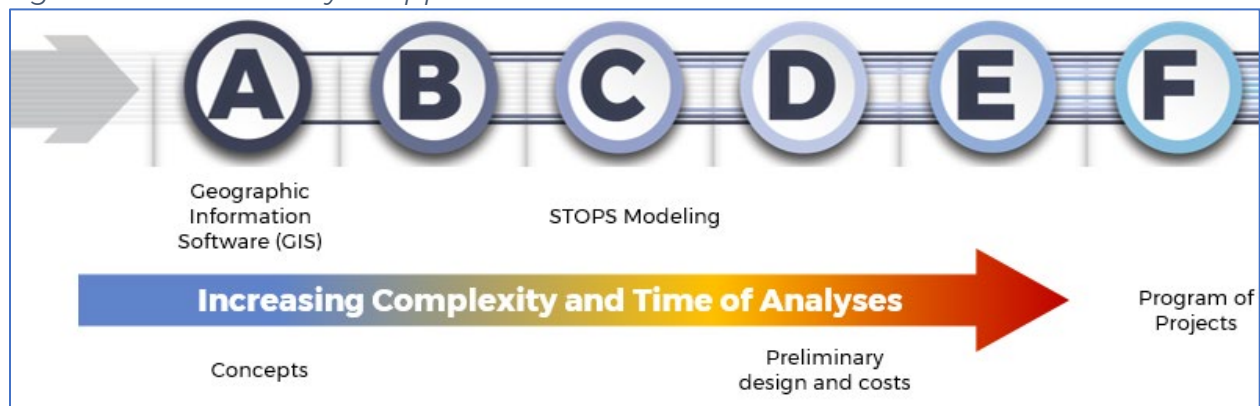 A B C D E F
Geographic
Information
Software (GIS)
STOPS Modeling
Increasing Complexity and Time of Analyses
Program of
Projects
Concepts
Preliminary
design and costs